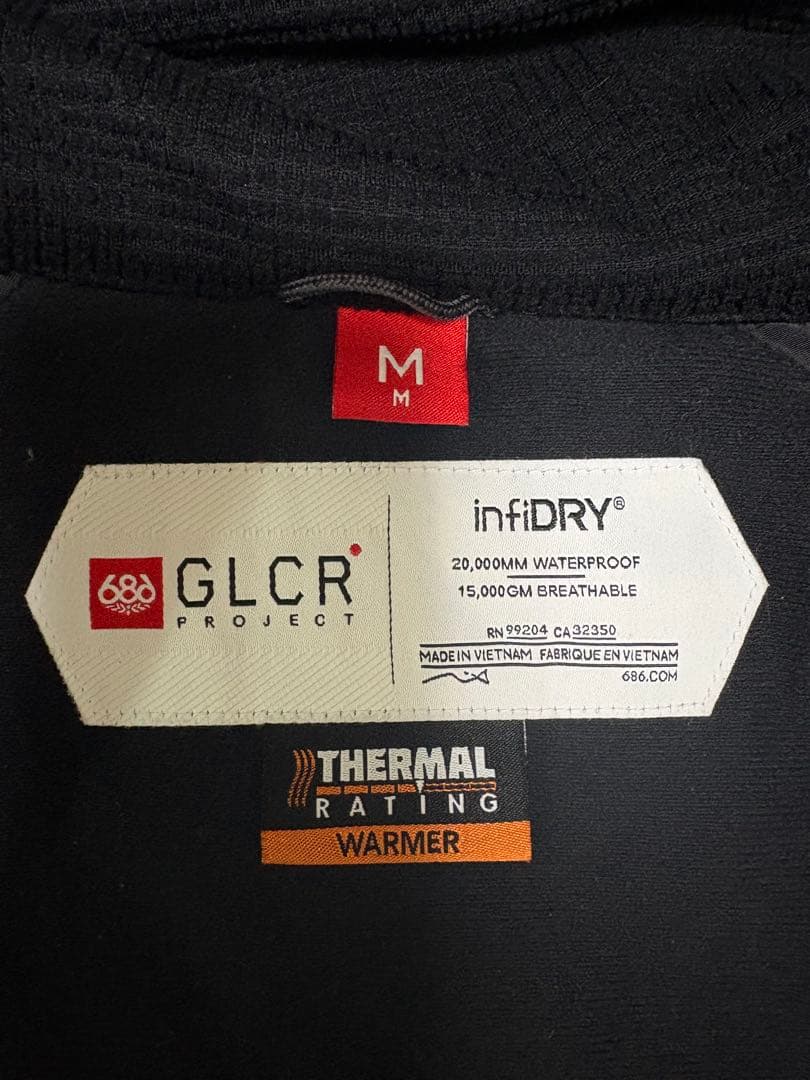 M
M
686
GLCR
PROJECT
infiDRY®
20,000MM WATERPROOF
15,000GM BREATHABLE
RN 99204 CA 32350
MADE IN VIETNAM FABRIQUE EN VIETNAM
686.COM
THERMAL
RATING
WARMER